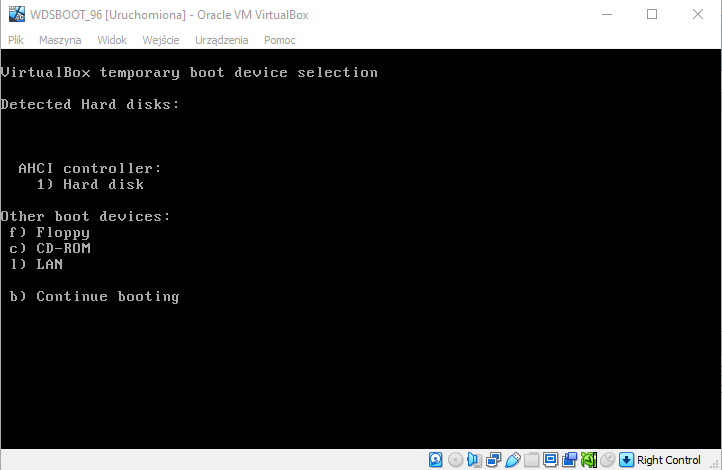 WDSBOOT_96 [Uruchomiona] - Oracle VM VirtualBox
Plik Maszyna Widok Wejście Urządzenia Pomoc
VirtualBox temporary boot device selection
Detected Hard disks:
AHCI controller:
1) Hard disk
Other boot devices:
f) Floppy
c) CD-ROM
l) LAN
b) Continue booting
Right Control